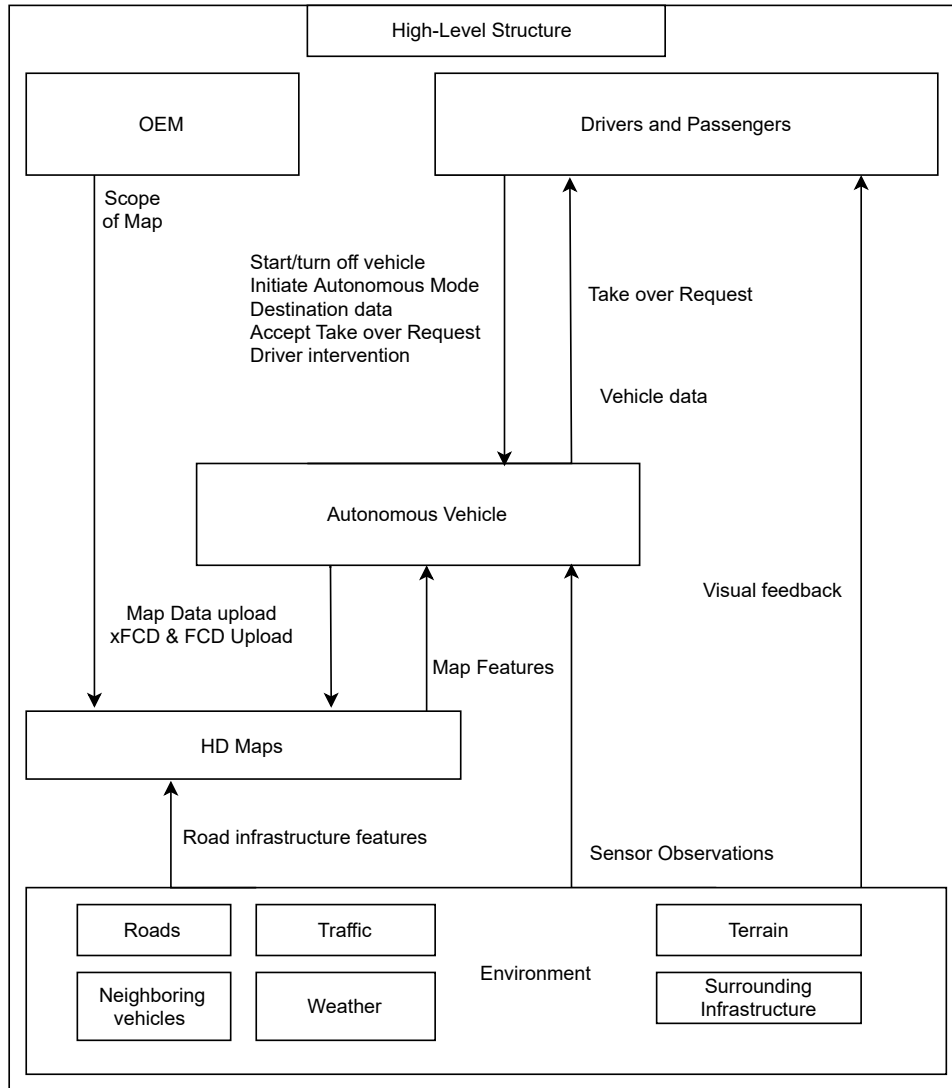 High-Level Structure
OEM
Drivers and Passengers
Scope
of Map
Start/turn off vehicle
Initiate Autonomous Mode
Destination data
Accept Take over Request
Driver intervention
Take over Request
Vehicle data
Autonomous Vehicle
Visual feedback
Map Data upload
xFCD & FCD Upload
Map Features
HD Maps
Road infrastructure features
Sensor Observations
Roads
Traffic
Terrain
Environment
Neighboring
vehicles
Weather
Surrounding
Infrastructure